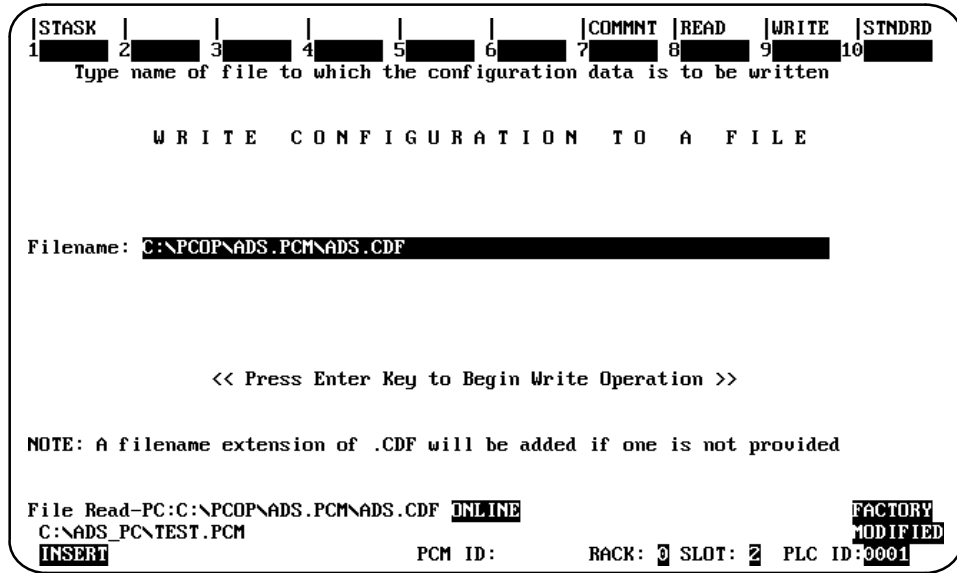 |STASK | | | | | |COMMNT |READ |WRITE |STNDRD
1 2 3 4 5 6 7 8 9 10
Type name of file to which the configuration data is to be written
W R I T E C O N F I G U R A T I O N T O A F I L E
Filename: C:\PCOP\ADS.PCM\ADS.CDF
<< Press Enter Key to Begin Write Operation >>
NOTE: A filename extension of .CDF will be added if one is not provided
File Read-PC:C:\PCOP\ADS.PCM\ADS.CDF ONLINE FACTORY
C:\ADS_PC\TEST.PCM MODIFIED
INSERT PCM ID: RACK: 0 SLOT: 2 PLC ID:0001